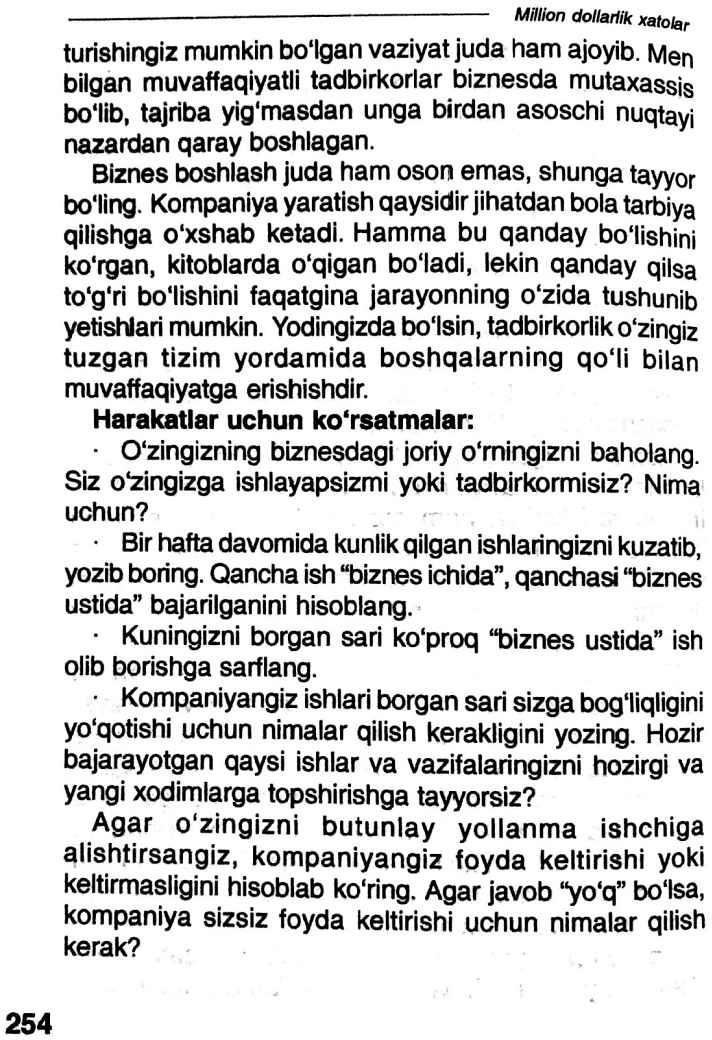 Million dollarlik xatolar
turishingiz mumkin bo‘lgan vaziyat juda ham ajoyib. Men
bilgan muvaffaqiyatli tadbirkorlar biznesda mutaxassis
bo‘lib, tajriba yig‘masdan unga birdan asoschi nuqtayi
nazardan qaray boshlagan.
Biznes boshlash juda ham oson emas, shunga tayyor
bo‘ling. Kompaniya yaratish qaysidir jihatdan bola tarbiya
qilishga o‘xshab ketadi. Hamma bu qanday bo‘lishini
ko‘rgan, kitoblarda o‘qigan bo‘ladi, lekin qanday qilsa
to‘g‘ri bo‘lishini faqatgina jarayonning o‘zida tushunib
yetishlari mumkin. Yodingizda bo‘lsin, tadbirkorlik o‘zingiz
tuzgan tizim yordamida boshqalarning qo‘li bilan
muvaffaqiyatga erishishdir.
Harakatlar uchun ko‘rsatmalar:
· O‘zingizning biznesdagi joriy o‘rningizni baholang.
Siz o‘zingizga ishlayapsizmi yoki tadbirkormisiz? Nima
uchun?
· Bir hafta davomida kunlik qilgan ishlaringizni kuzatib,
yozib boring. Qancha ish “biznes ichida”, qanchasi “biznes
ustida” bajarilganini hisoblang.
· Kuningizni borgan sari ko‘proq “biznes ustida” ish
olib borishga sarflang.
· Kompaniyangiz ishlari borgan sari sizga bog‘liqligini
yo‘qotishi uchun nimalar qilish kerakligini yozing. Hozir
bajarayotgan qaysi ishlar va vazifalaringizni hozirgi va
yangi xodimlarga topshirishga tayyorsiz?
Agar o‘zingizni butunlay yollanma ishchiga
alishtirsangiz, kompaniyangiz foyda keltirishi yoki
keltirmasligini hisoblab ko‘ring. Agar javob “yo‘q” bo‘lsa,
kompaniya sizsiz foyda keltirishi uchun nimalar qilish
kerak?
254